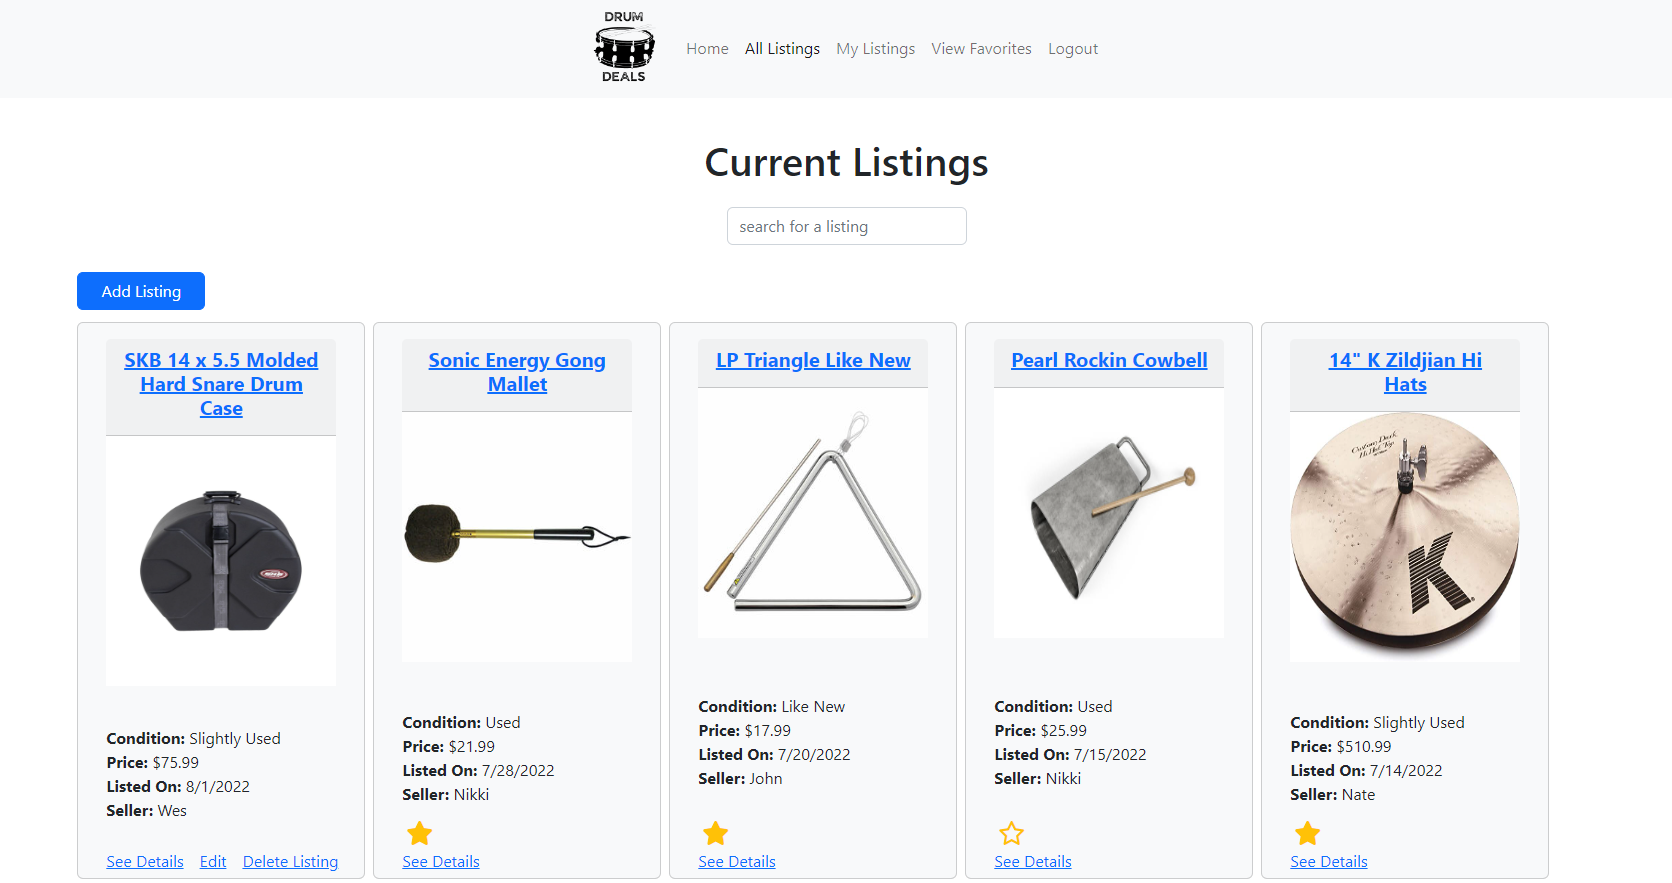 DRUM
DEALS
Home All Listings My Listings View Favorites Logout
Current Listings
search for a listing
Add Listing
SKB 14 x 5.5 Molded
Hard Snare Drum
Case
Condition: Slightly Used
Price: $75.99
Listed On: 8/1/2022
Seller: Wes
See Details Edit Delete Listing
Sonic Energy Gong
Mallet
Condition: Used
Price: $21.99
Listed On: 7/28/2022
Seller: Nikki
See Details
LP Triangle Like New
Condition: Like New
Price: $17.99
Listed On: 7/20/2022
Seller: John
See Details
Pearl Rockin Cowbell
Condition: Used
Price: $25.99
Listed On: 7/15/2022
Seller: Nikki
See Details
14" K Zildjian Hi
Hats
Custom Dark
Hi Hat Top
K
Condition: Slightly Used
Price: $510.99
Listed On: 7/14/2022
Seller: Nate
See Details